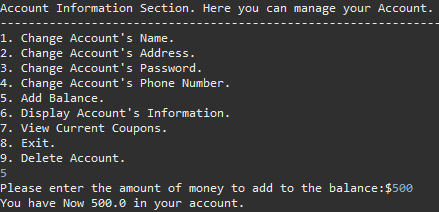 Account Information Section. Here you can manage your Account.
---------------------------------------------------------------
1. Change Account's Name.
2. Change Account's Address.
3. Change Account's Password.
4. Change Account's Phone Number.
5. Add Balance.
6. Display Account's Information.
7. View Current Coupons.
8. Exit.
9. Delete Account.
5
Please enter the amount of money to add to the balance:$500
You have Now 500.0 in your account.